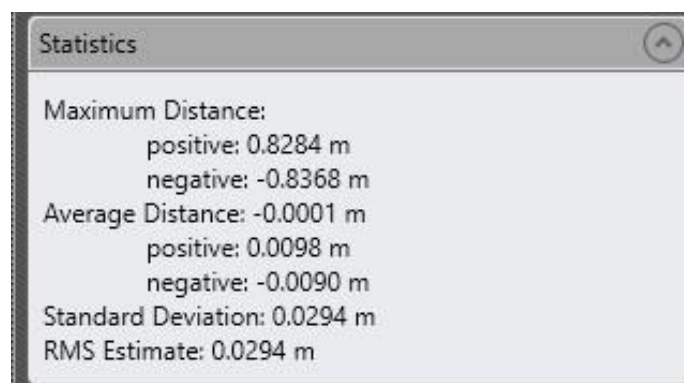 Statistics
Maximum Distance:
positive: 0.8284 m
negative: -0.8368 m
Average Distance: -0.0001 m
positive: 0.0098 m
negative: -0.0090 m
Standard Deviation: 0.0294 m
RMS Estimate: 0.0294 m